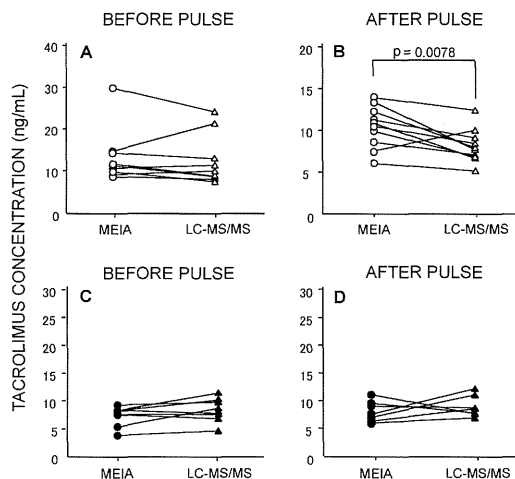 BEFORE PULSE
AFTER PULSE
TACROLIMUS CONCENTRATION (ng/mL)
A
40
30
20
10
0
MEIA
LC-MS/MS
B
p = 0.0078
20
15
10
5
0
MEIA
LC-MS/MS
BEFORE PULSE
AFTER PULSE
C
30
25
20
15
10
5
0
MEIA
LC-MS/MS
D
30
25
20
15
10
5
0
MEIA
LC-MS/MS